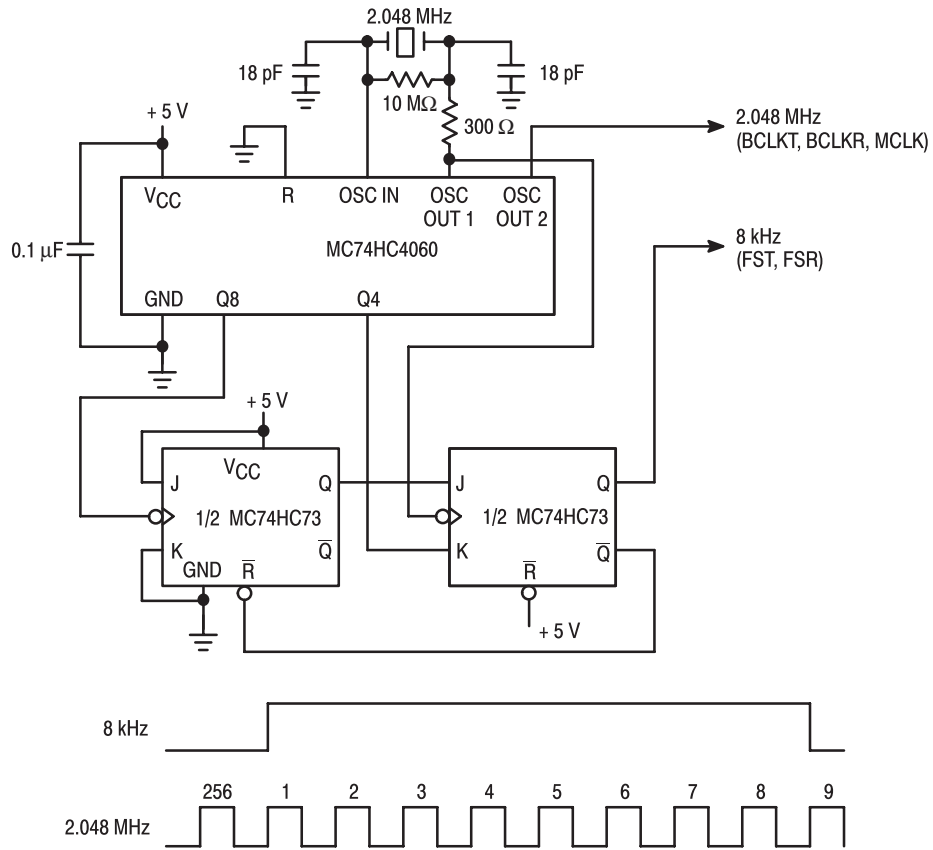 2.048 MHz
18 pF
18 pF
10 MΩ
300 Ω
+ 5 V
2.048 MHz
(BCLKT, BCLKR, MCLK)
VCC
R
OSC IN
OSC
OUT 1
OSC
OUT 2
0.1 µF
MC74HC4060
8 kHz
(FST, FSR)
GND
Q8
Q4
+ 5 V
VCC
J
Q
J
Q
1/2 MC74HC73
1/2 MC74HC73
K
Q̅
K
Q̅
GND
R̅
R̅
+ 5 V
8 kHz
256 1 2 3 4 5 6 7 8 9
2.048 MHz